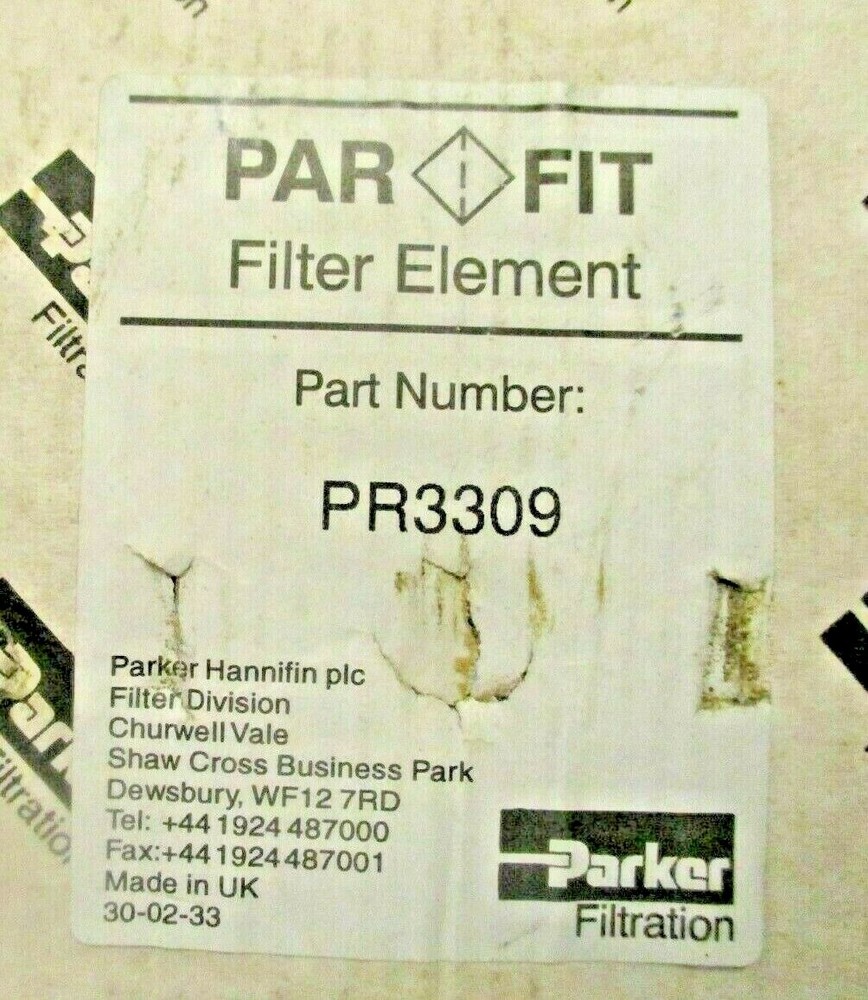 PAR FIT
Filter Element
Part Number:
PR3309
Parker Hannifin plc
Filter Division
Churwell Vale
Shaw Cross Business Park
Dewsbury, WF12 7RD
Tel: +44 1924 487000
Fax:+44 1924 487001
Made in UK
30-02-33
Parker
Filtration